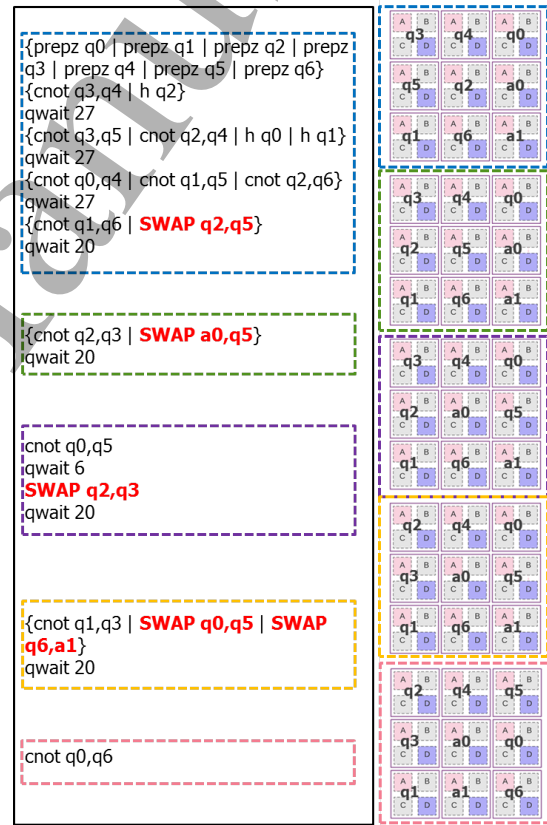 {prepz q0 | prepz q1 | prepz q2 | prepz
q3 | prepz q4 | prepz q5 | prepz q6}
{cnot q3,q4 | h q2}
qwait 27
{cnot q3,q5 | cnot q2,q4 | h q0 | h q1}
qwait 27
{cnot q0,q4 | cnot q1,q5 | cnot q2,q6}
qwait 27
{cnot q1,q6 | SWAP q2,q5}
qwait 20
{cnot q2,q3 | SWAP a0,q5}
qwait 20
cnot q0,q5
qwait 6
SWAP q2,q3
qwait 20
{cnot q1,q3 | SWAP q0,q5 | SWAP
q6,a1}
qwait 20
cnot q0,q6
A B A B A B
q3 q4 q0
C D C D C D
A B A B A B
q5 q2 a0
C D C D C D
A B A B A B
q1 q6 a1
C D C D C D
A B A B A B
q3 q4 q0
C D C D C D
A B A B A B
q2 q5 a0
C D C D C D
A B A B A B
q1 q6 a1
C D C D C D
A B A B A B
q3 q4 q0
C D C D C D
A B A B A B
q2 a0 q5
C D C D C D
A B A B A B
q1 q6 a1
C D C D C D
A B A B A B
q2 q4 q0
C D C D C D
A B A B A B
q3 a0 q5
C D C D C D
A B A B A B
q1 q6 a1
C D C D C D
A B A B A B
q2 q4 q5
C D C D C D
A B A B A B
q3 a0 q0
C D C D C D
A B A B A B
q1 a1 q6
C D C D C D